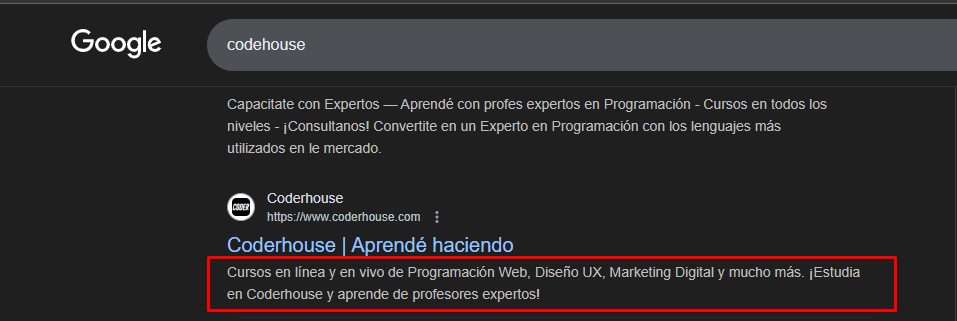 Google
codehouse
Capacitate con Expertos — Aprendé con profes expertos en Programación - Cursos en todos los
niveles - ¡Consultanos! Convertite en un Experto en Programación con los lenguajes más
utilizados en le mercado.
CODER
Coderhouse
https://www.coderhouse.com
Coderhouse | Aprendé haciendo
Cursos en línea y en vivo de Programación Web, Diseño UX, Marketing Digital y mucho más. ¡Estudia
en Coderhouse y aprende de profesores expertos!